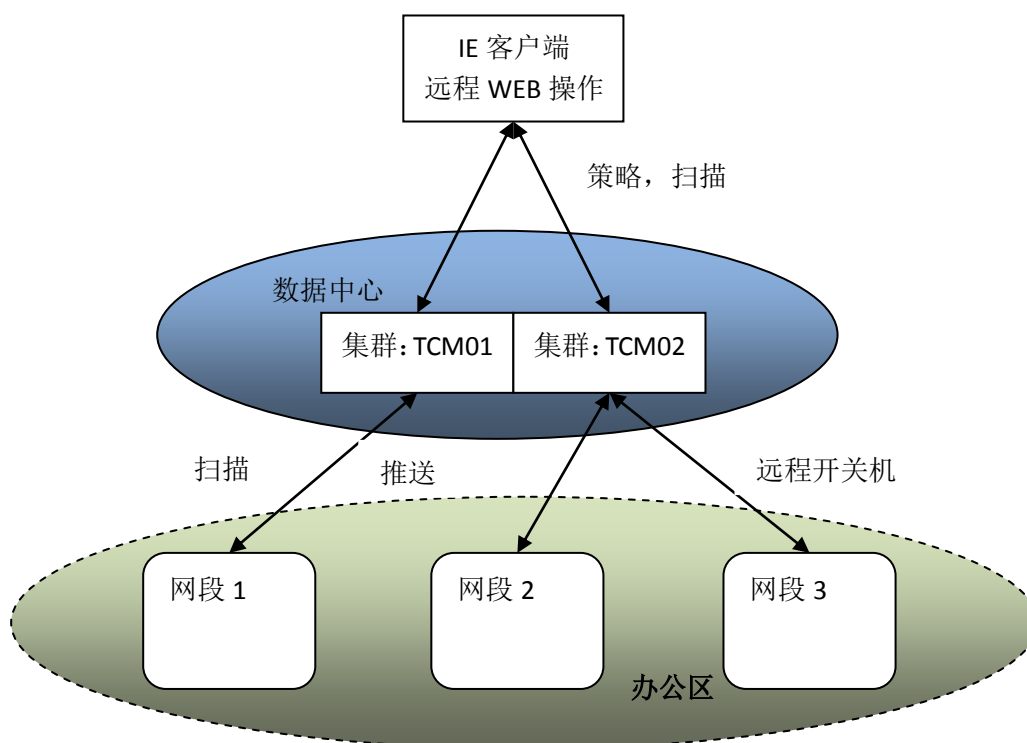 IE 客户端
远程 WEB 操作
策略，扫描
数据中心
集群：TCM01
集群：TCM02
扫描
推送
远程开关机
网段 1
网段 2
网段 3
办公区